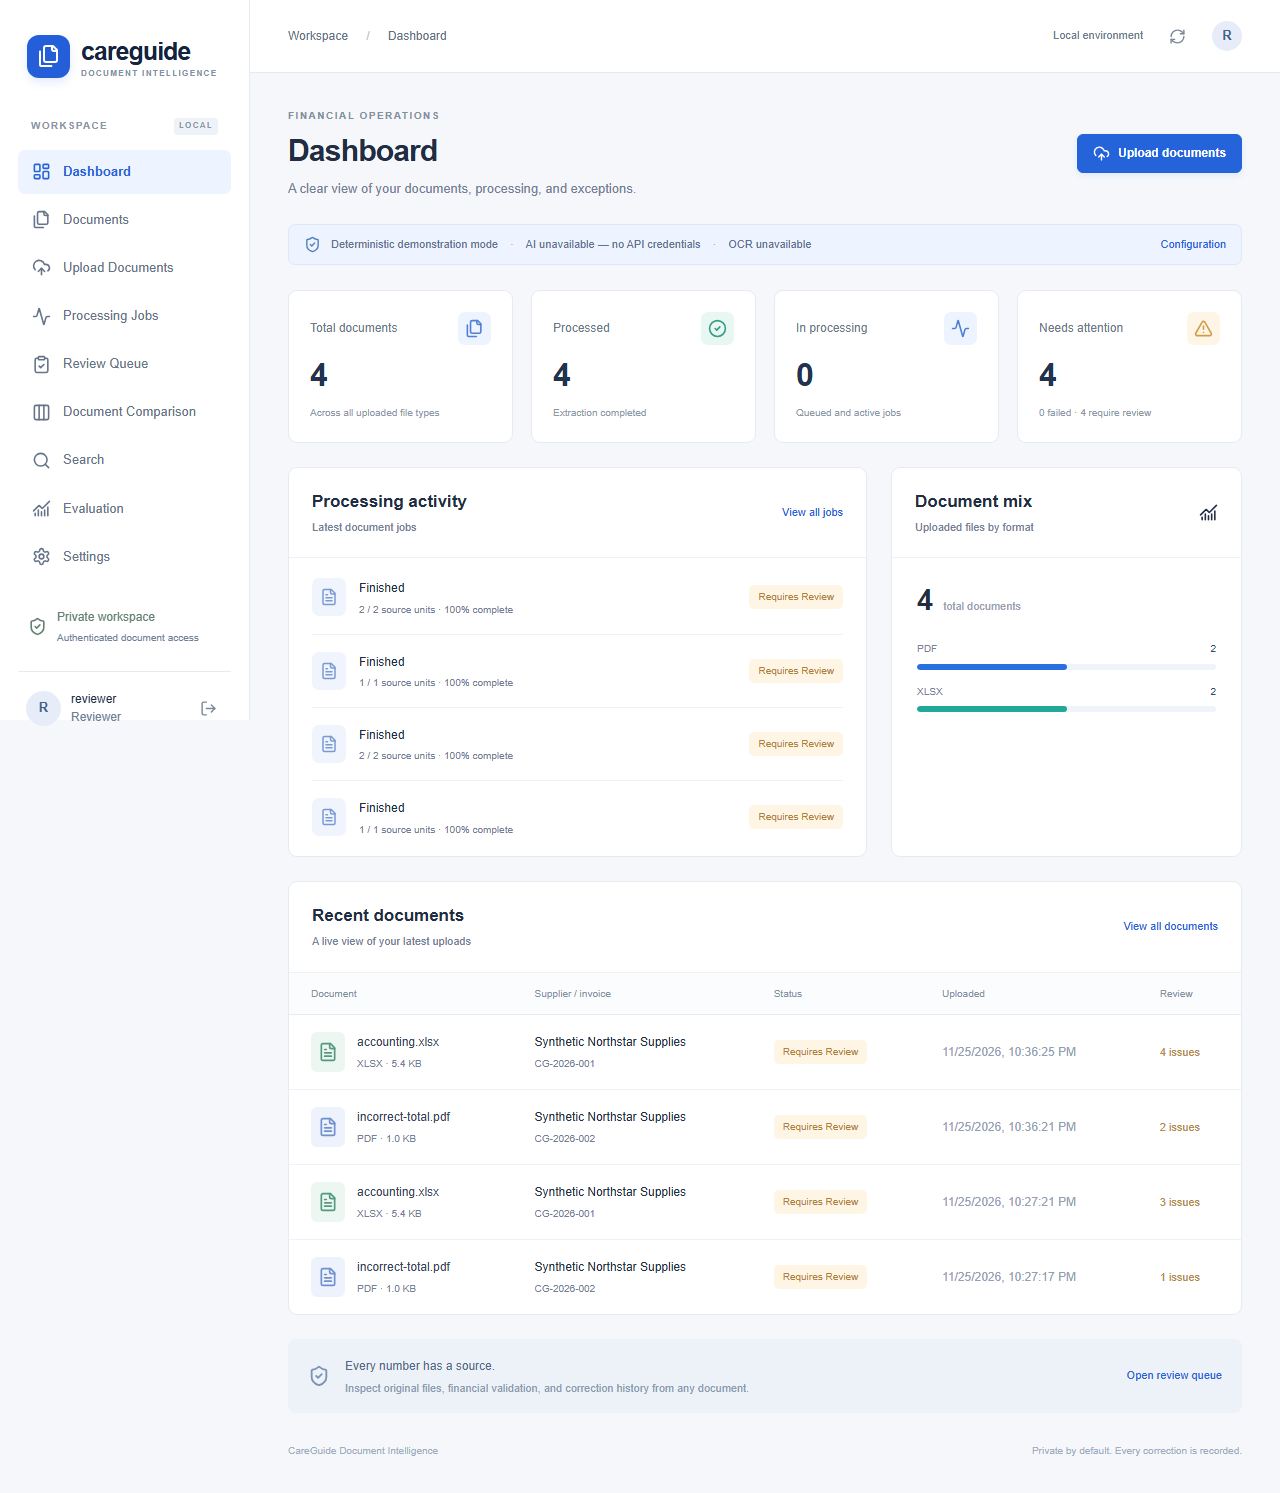 careguide
DOCUMENT INTELLIGENCE
WORKSPACE
LOCAL
Dashboard
Documents
Upload Documents
Processing Jobs
Review Queue
Document Comparison
Search
Evaluation
Settings
Private workspace
Authenticated document access
R
reviewer
Reviewer
Workspace / Dashboard
Local environment
R
FINANCIAL OPERATIONS
Dashboard
A clear view of your documents, processing, and exceptions.
Upload documents
Deterministic demonstration mode · AI unavailable — no API credentials · OCR unavailable
Configuration
Total documents
4
Across all uploaded file types
Processed
4
Extraction completed
In processing
0
Queued and active jobs
Needs attention
4
0 failed · 4 require review
Processing activity
Latest document jobs
View all jobs
Finished
2 / 2 source units · 100% complete
Requires Review
Finished
1 / 1 source units · 100% complete
Requires Review
Finished
2 / 2 source units · 100% complete
Requires Review
Finished
1 / 1 source units · 100% complete
Requires Review
Document mix
Uploaded files by format
4 total documents
PDF 2
XLSX 2
Recent documents
A live view of your latest uploads
View all documents
Document Supplier / invoice Status Uploaded Review
accounting.xlsx
XLSX · 5.4 KB
Synthetic Northstar Supplies
CG-2026-001
Requires Review
11/25/2026, 10:36:25 PM
4 issues
incorrect-total.pdf
PDF · 1.0 KB
Synthetic Northstar Supplies
CG-2026-002
Requires Review
11/25/2026, 10:36:21 PM
2 issues
accounting.xlsx
XLSX · 5.4 KB
Synthetic Northstar Supplies
CG-2026-001
Requires Review
11/25/2026, 10:27:21 PM
3 issues
incorrect-total.pdf
PDF · 1.0 KB
Synthetic Northstar Supplies
CG-2026-002
Requires Review
11/25/2026, 10:27:17 PM
1 issues
Every number has a source.
Inspect original files, financial validation, and correction history from any document.
Open review queue
CareGuide Document Intelligence
Private by default. Every correction is recorded.